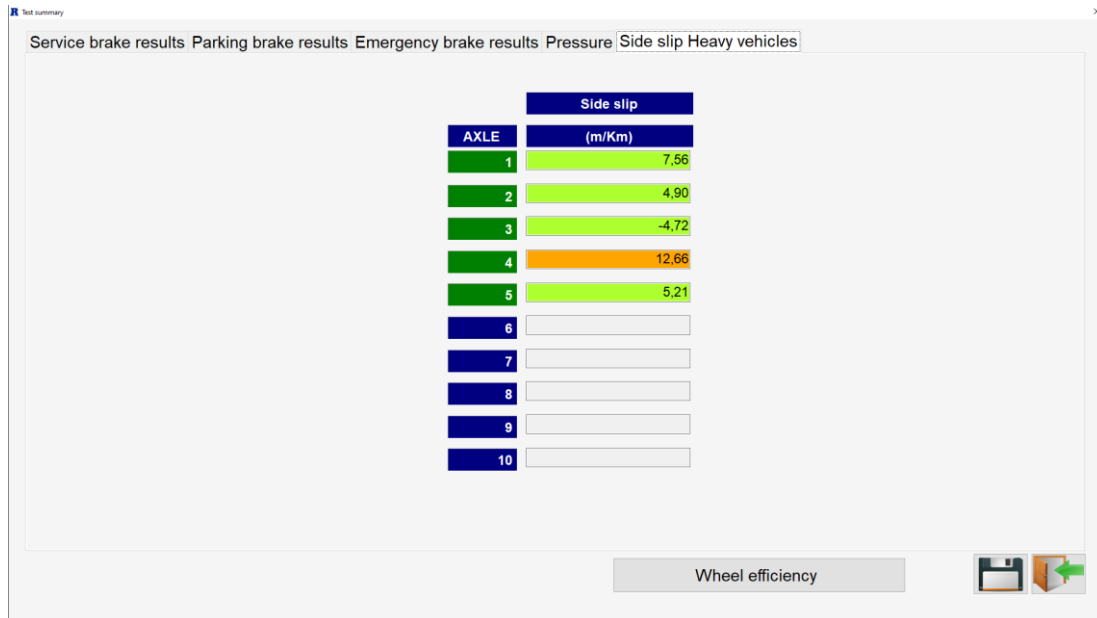 R Test summary
Service brake results Parking brake results Emergency brake results Pressure Side slip Heavy vehicles
Side slip
AXLE (m/Km)
1 7,56
2 4,90
3 -4,72
4 12,66
5 5,21
6
7
8
9
10
Wheel efficiency